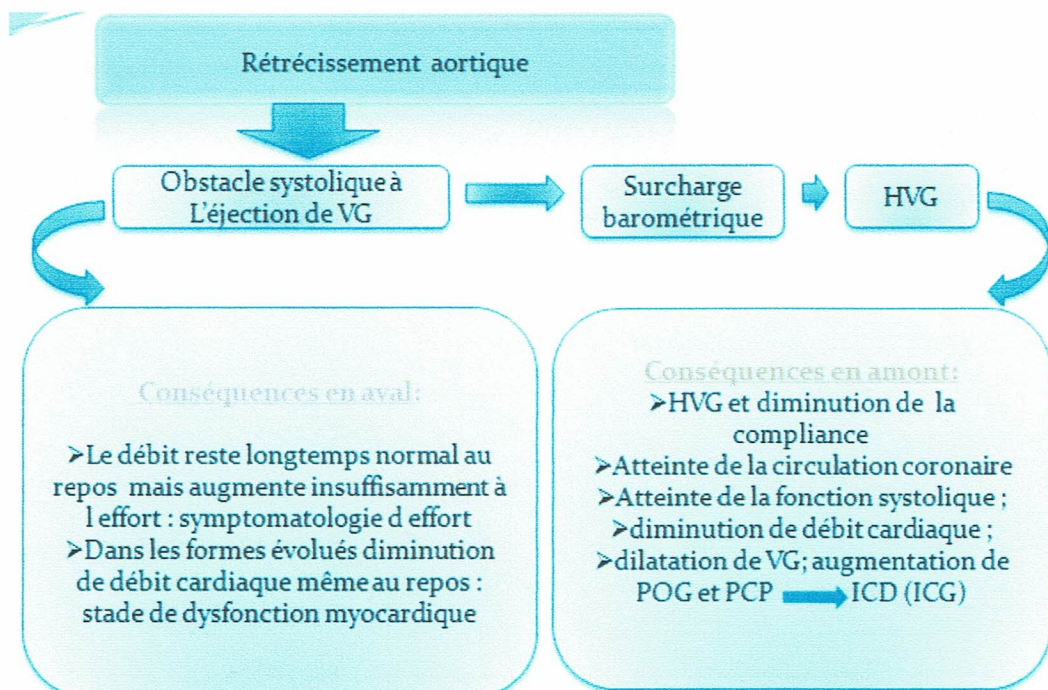 Rétrécissement aortique
Obstacle systolique à
L'éjection de VG
Surcharge
barométrique
HVG
Conséquences en aval:
➢Le débit reste longtemps normal au
repos mais augmente insuffisamment à
l effort : symptomatologie d effort
➢Dans les formes évolués diminution
de débit cardiaque même au repos :
stade de dysfonction myocardique
Conséquences en amont:
➢HVG et diminution de la
compliance
➢Atteinte de la circulation coronaire
➢Atteinte de la fonction systolique ;
➢diminution de débit cardiaque ;
➢dilatation de VG; augmentation de
POG et PCP ICD (ICG)